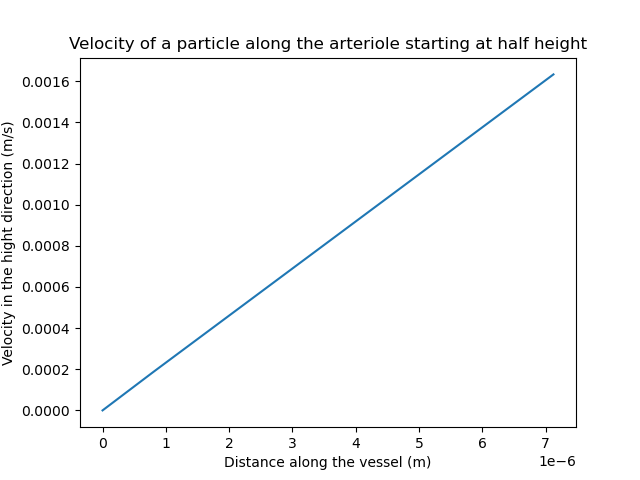 Velocity of a particle along the arteriole starting at half height
Velocity in the hight direction (m/s)
0.0016
0.0014
0.0012
0.0010
0.0008
0.0006
0.0004
0.0002
0.0000
0 1 2 3 4 5 6 7
1e−6
Distance along the vessel (m)